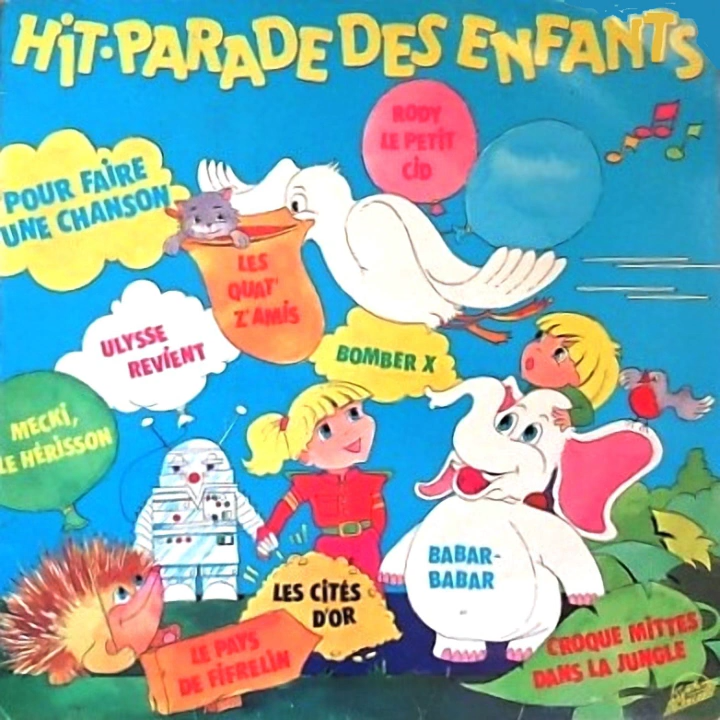 HiT·PARADE DES ENFANTS
RODY
LE PETIT
CID
POUR FAIRE
UNE CHANSON
LES
QUAT'
Z'AMIS
ULYSSE
REVIENT
BOMBER X
MECKI,
LE HÉRISSON
BABAR-
BABAR
LES CITÉS
D'OR
LE PAYS
DE FIFRELIN
CROQUE MITTES
DANS LA JUNGLE